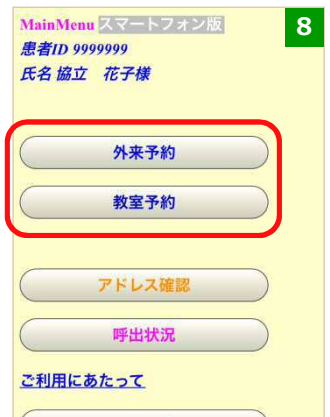 MainMenu スマートフォン版
8
患者ID 9999999
氏名 協立 花子様
外来予約
教室予約
アドレス確認
呼出状況
ご利用にあたって